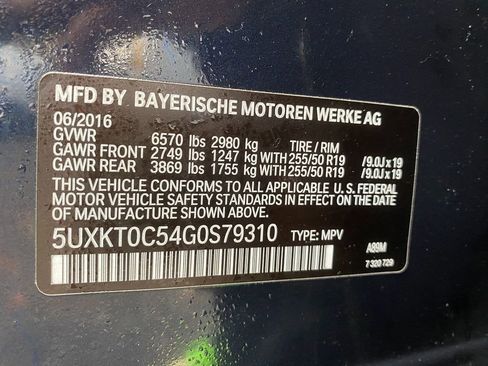 MFD BY BAYERISCHE MOTOREN WERKE AG
06/2016
GVWR 6570 lbs 2980 kg TIRE / RIM
GAWR FRONT 2749 lbs 1247 kg WITH 255/50 R19 /9.0J x 19
GAWR REAR 3869 lbs 1755 kg WITH 255/50 R19 /9.0J x 19
THIS VEHICLE CONFORMS TO ALL APPLICABLE U. S. FEDERAL
MOTOR VEHICLE SAFETY STANDARDS IN EFFECT ON THE DATE OF
MANUFACTURE SHOWN ABOVE.
5UXKT0C54G0S79310 TYPE: MPV A89M
7 320 729